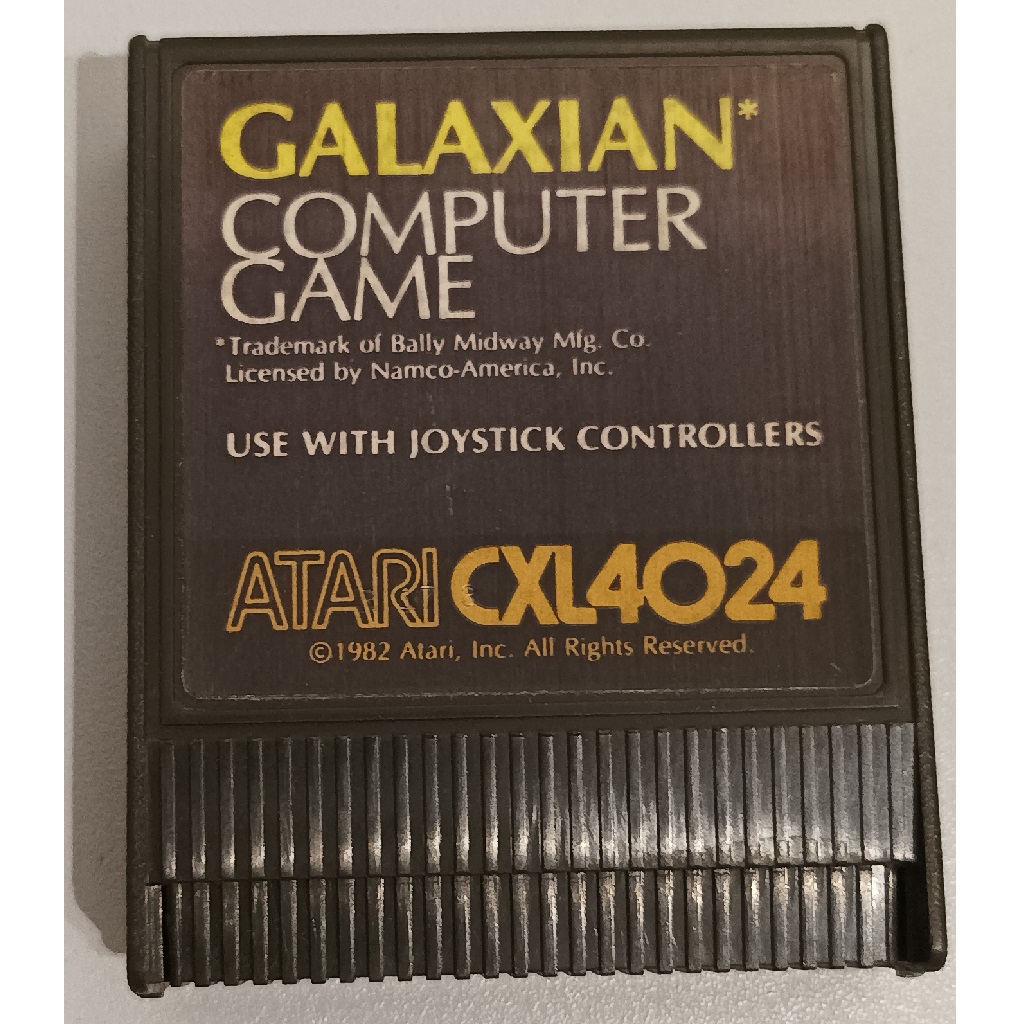 GALAXIAN*
COMPUTER
GAME
*Trademark of Bally Midway Mfg. Co.
Licensed by Namco-America, Inc.
USE WITH JOYSTICK CONTROLLERS
ATARI CXL4024
©1982 Atari, Inc. All Rights Reserved.